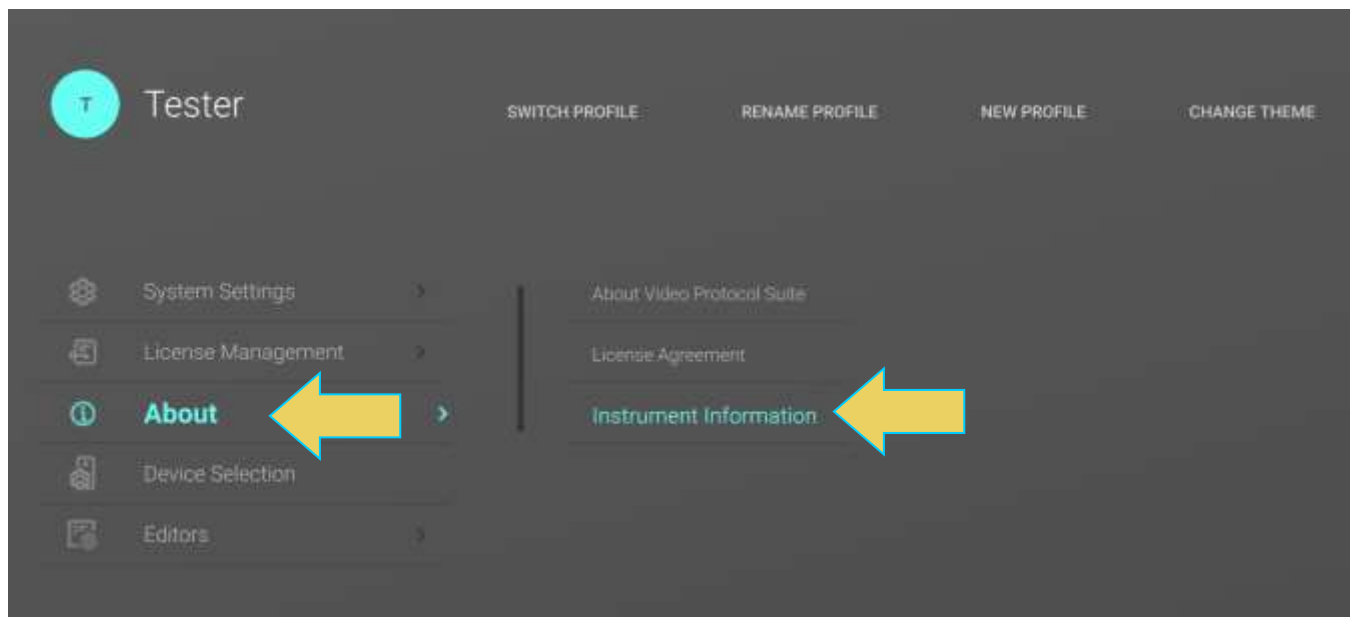 T
Tester
SWITCH PROFILE
RENAME PROFILE
NEW PROFILE
CHANGE THEME
System Settings
License Management
About
Device Selection
Editors
About Video Protocol Suite
License Agreement
Instrument Information